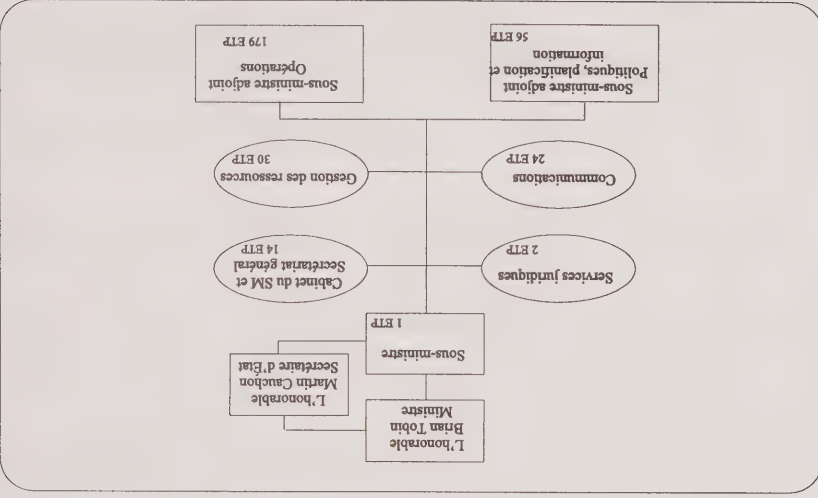 L'honorable
Brian Tobin
Ministre
L'honorable
Martin Cauchon
Secrétaire d'État
Sous-ministre
1 ETP
Services juridiques
2 ETP
Cabinet du SM et
Secrétariat général
14 ETP
Communications
24 ETP
Gestion des ressources
30 ETP
Sous-ministre adjoint
Politiques, planification et
information
56 ETP
Sous-ministre adjoint
Opérations
179 ETP